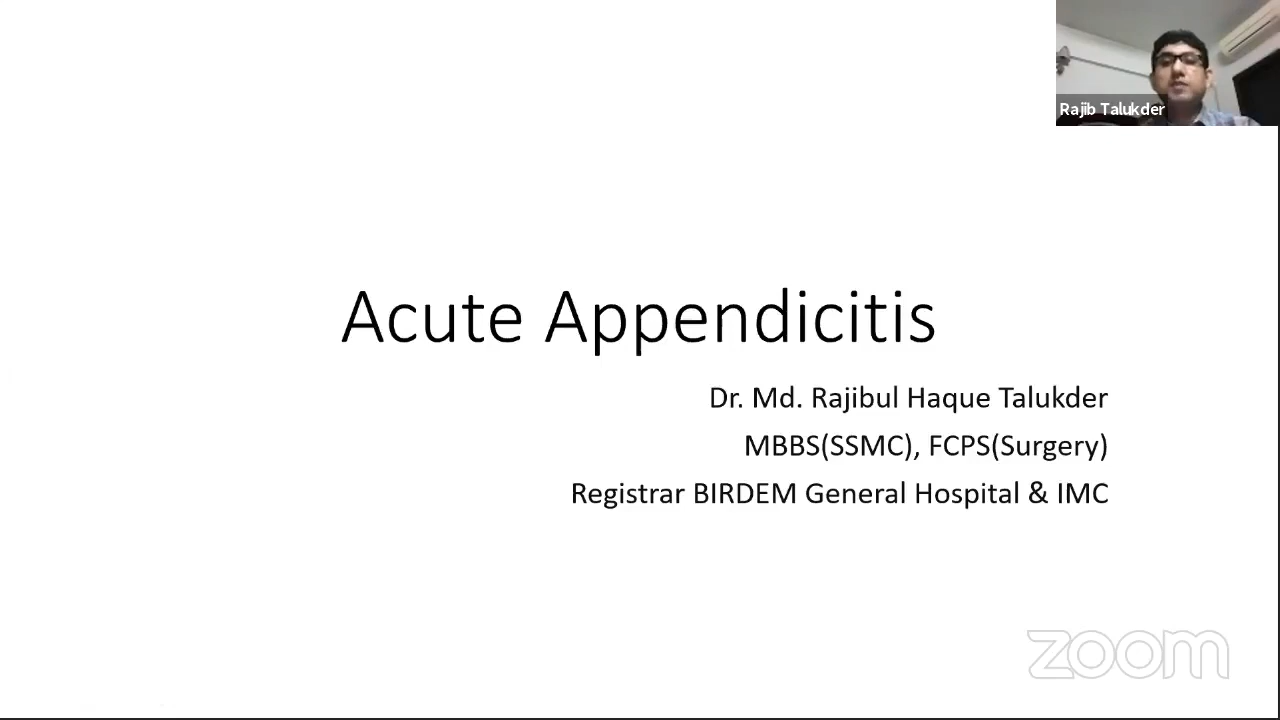 Rajib Talukder
Acute Appendicitis
Dr. Md. Rajibul Haque Talukder
MBBS(SSMC), FCPS(Surgery)
Registrar BIRDEM General Hospital & IMC
zoom